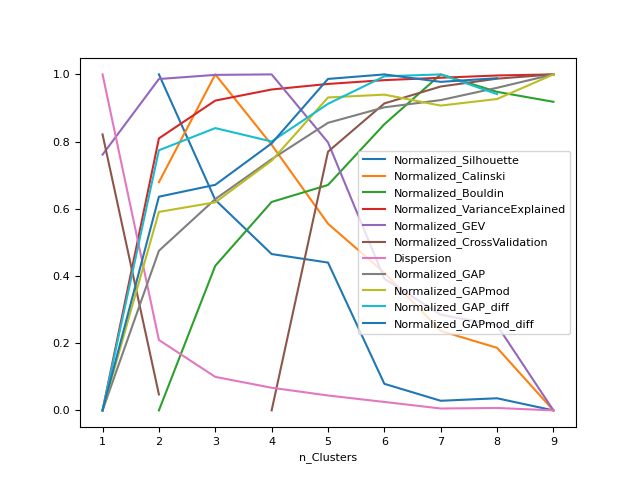 1.0
0.8
0.6
0.4
0.2
0.0
Normalized_Silhouette
Normalized_Calinski
Normalized_Bouldin
Normalized_VarianceExplained
Normalized_GEV
Normalized_CrossValidation
Dispersion
Normalized_GAP
Normalized_GAPmod
Normalized_GAP_diff
Normalized_GAPmod_diff
1 2 3 4 5 6 7 8 9
n_Clusters